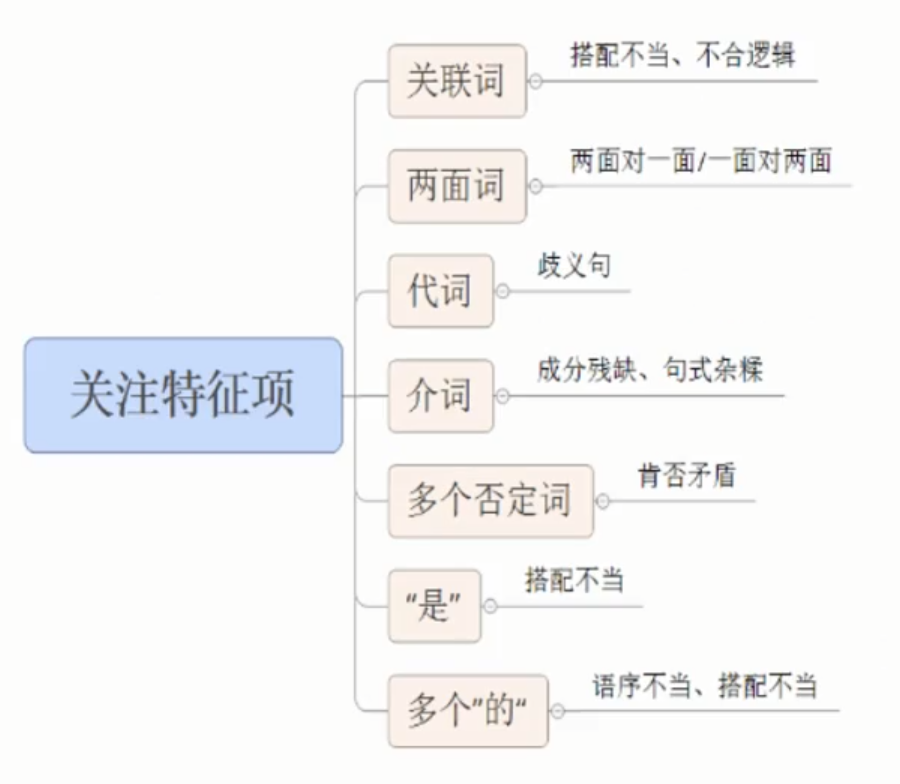 关注特征项
关联词
搭配不当、不合逻辑
两面词
两面对一面/一面对两面
代词
歧义句
介词
成分残缺、句式杂糅
多个否定词
肯否矛盾
“是”
搭配不当
多个”的“
语序不当、搭配不当